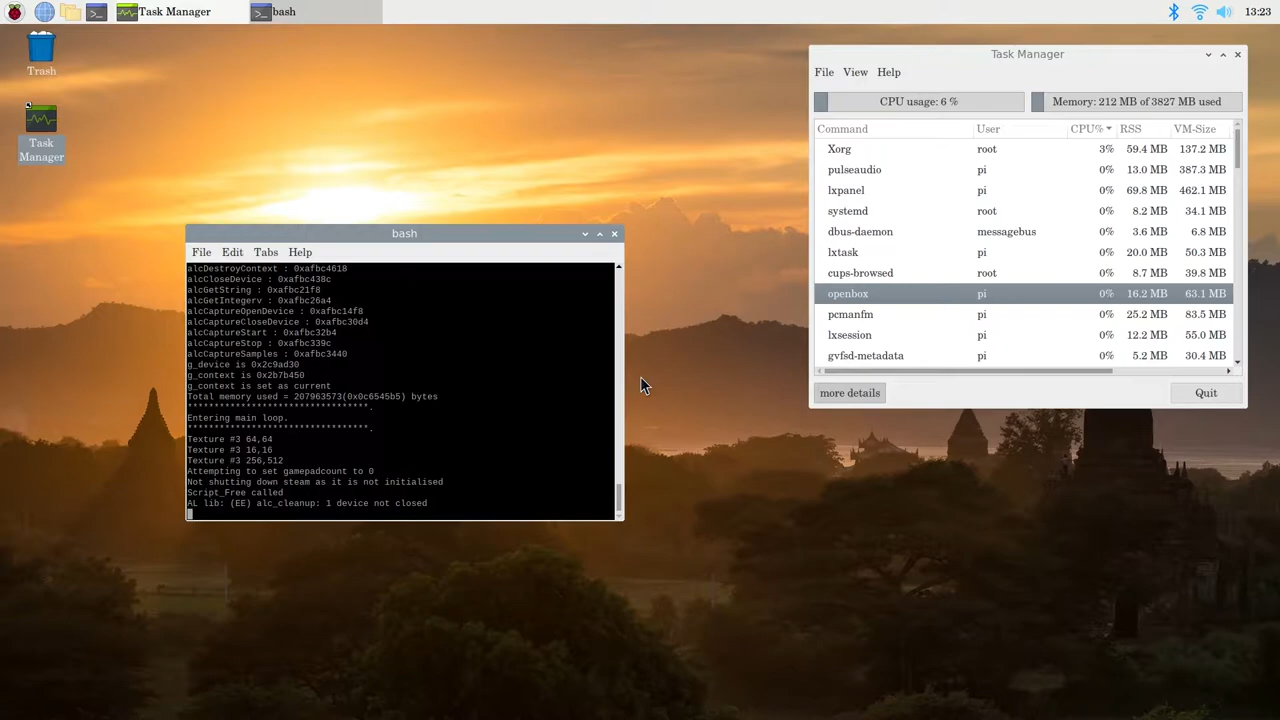 Task Manager
bash
13:23
Trash
Task
Manager
Task Manager
File View Help
CPU usage: 6 %
Memory: 212 MB of 3827 MB used
Command User CPU% RSS VM-Size
Xorg root 3% 59.4 MB 137.2 MB
pulseaudio pi 0% 13.0 MB 387.3 MB
lxpanel pi 0% 69.8 MB 462.1 MB
systemd root 0% 8.2 MB 34.1 MB
dbus-daemon messagebus 0% 3.6 MB 6.8 MB
lxtask pi 0% 20.0 MB 50.3 MB
cups-browsed root 0% 8.7 MB 39.8 MB
openbox pi 0% 16.2 MB 63.1 MB
pcmanfm pi 0% 25.2 MB 83.5 MB
lxsession pi 0% 12.2 MB 55.0 MB
gvfsd-metadata pi 0% 5.2 MB 30.4 MB
more details
Quit
bash
File Edit Tabs Help
alcDestroyContext : 0xafbc4618
alcCloseDevice : 0xafbc438c
alcGetString : 0xafbc21f8
alcGetIntegerv : 0xafbc26a4
alcCaptureOpenDevice : 0xafbc14f8
alcCaptureCloseDevice : 0xafbc30d4
alcCaptureStart : 0xafbc32b4
alcCaptureStop : 0xafbc339c
alcCaptureSamples : 0xafbc3440
g_device is 0x2c9ad30
g_context is 0x2b7b450
g_context is set as current
Total memory used = 207963573(0x0c6545b5) bytes
**********************************.
Entering main loop.
**********************************.
Texture #3 64,64
Texture #3 16,16
Texture #3 256,512
Attempting to set gamepadcount to 0
Not shutting down steam as it is not initialised
Script_Free called
AL lib: (EE) alc_cleanup: 1 device not closed